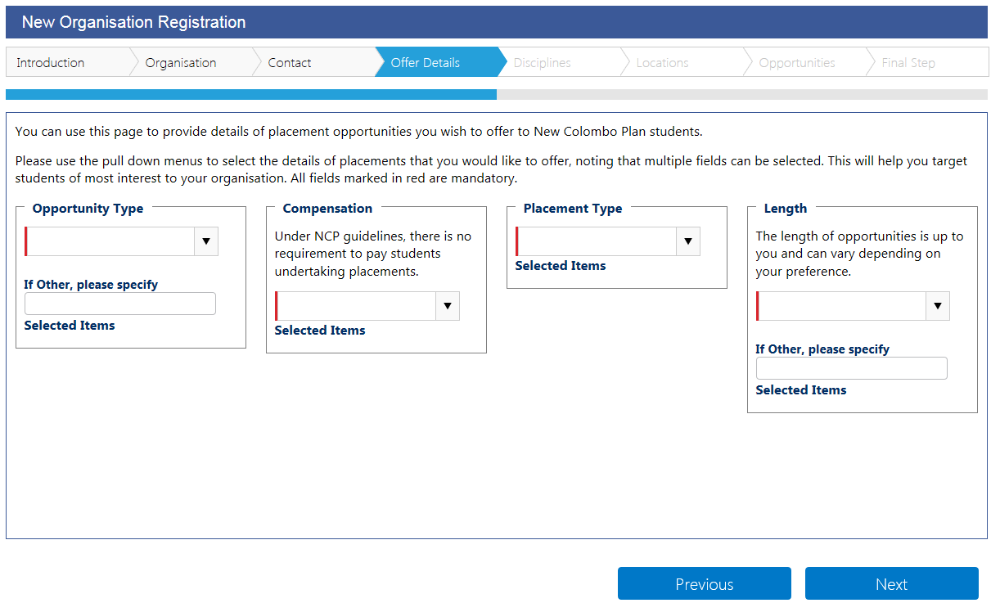 New Organisation Registration
Introduction
Organisation
Contact
Offer Details
Disciplines
Locations
Opportunities
Final Step
You can use this page to provide details of placement opportunities you wish to offer to New Colombo Plan students.
Please use the pull down menus to select the details of placements that you would like to offer, noting that multiple fields can be selected. This will help you target
students of most interest to your organisation. All fields marked in red are mandatory.
Opportunity Type
If Other, please specify
Selected Items
Compensation
Under NCP guidelines, there is no
requirement to pay students
undertaking placements.
Selected Items
Placement Type
Selected Items
Length
The length of opportunities is up to
you and can vary depending on
your preference.
If Other, please specify
Selected Items
Previous
Next